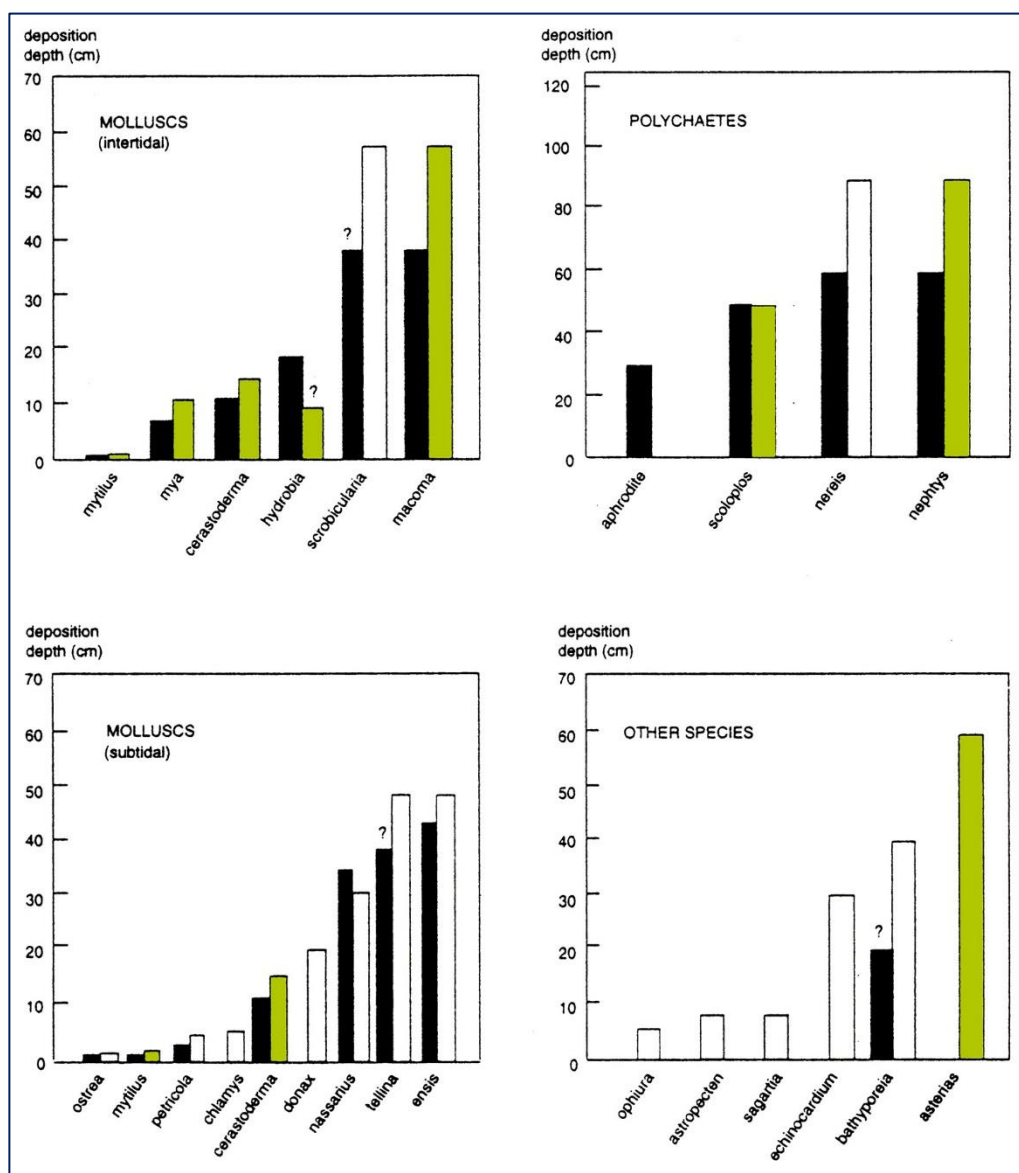 deposition
depth (cm)
70
60
50
40
30
20
10
0
MOLLUSCS
(intertidal)
?
?
mytilus
mya
cerastoderma
hydrobia
scrobicularia
macoma
deposition
depth (cm)
120
100
80
60
40
20
0
POLYCHAETES
aphrodite
scoloplos
nereis
nephtys
deposition
depth (cm)
70
60
50
40
30
20
10
0
MOLLUSCS
(subtidal)
?
ostrea
mytilus
petricola
chlamys
cerastoderma
donax
nassarius
tellina
ensis
deposition
depth (cm)
70
60
50
40
30
20
10
0
OTHER SPECIES
?
ophiura
astropecten
sagartia
echinocardium
bathyporeia
asterias